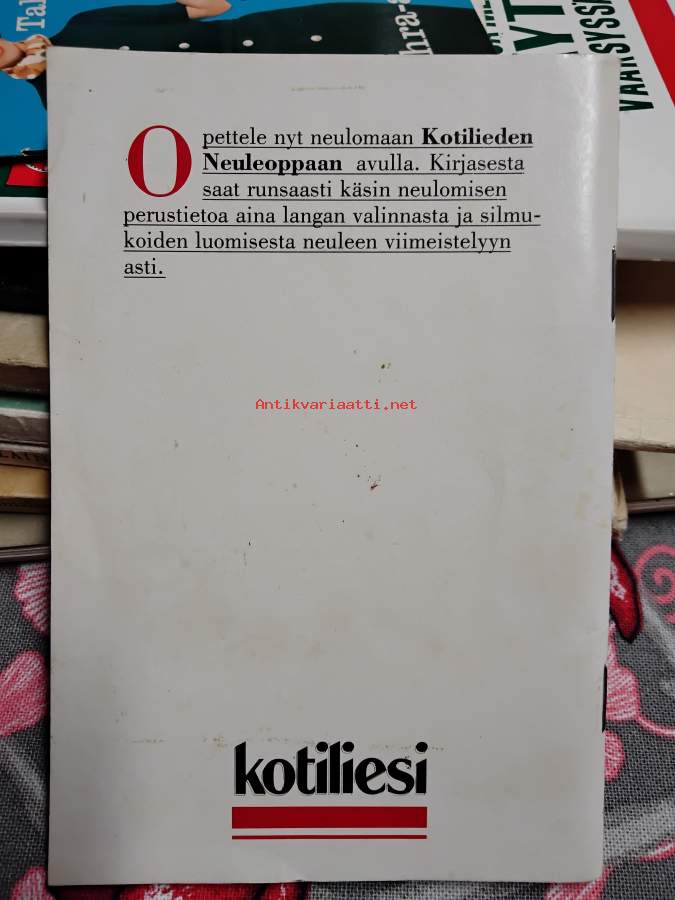 Opettele nyt neulomaan Kotilieden
Neuleoppaan avulla. Kirjasesta
saat runsaasti käsin neulomisen
perustietoa aina langan valinnasta ja silmu-
koiden luomisesta neuleen viimeistelyyn
asti.
Antikvariaatti.net
kotiliesi